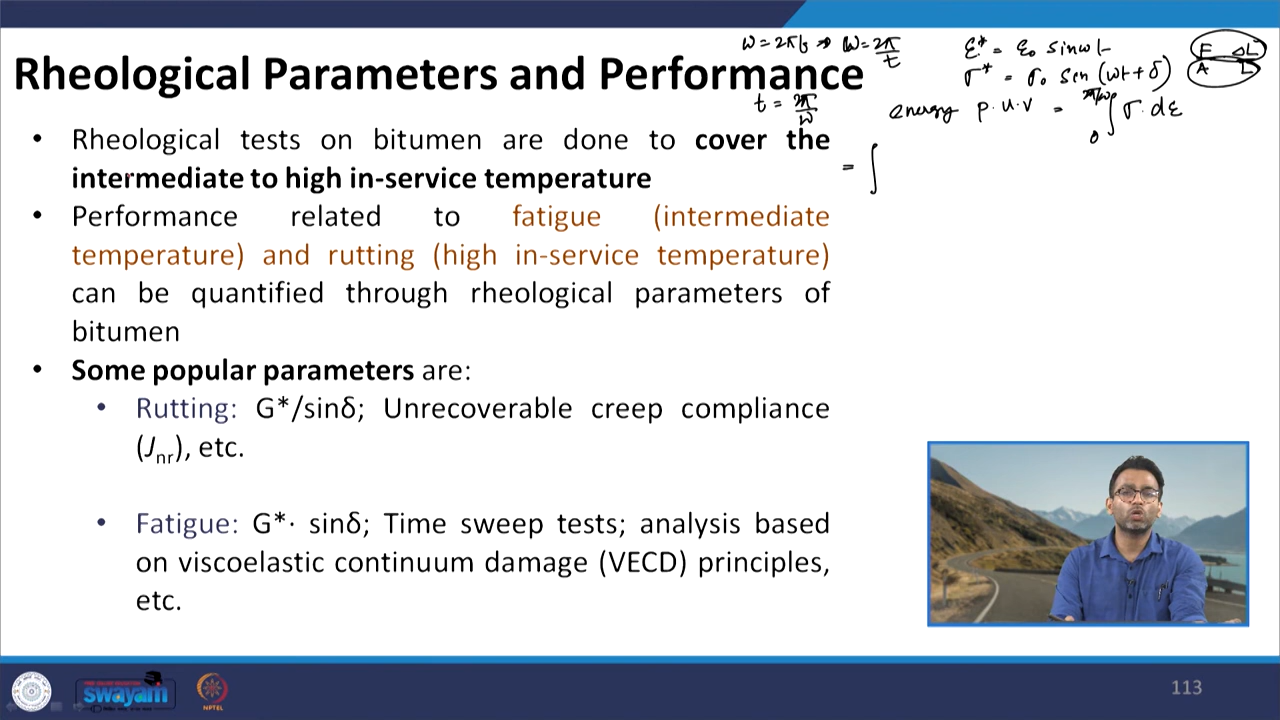 ω = 2πf ⇒ ω = 2π/t
ε* = ε₀ sinωt
F ΔL
A L
σ* = σ₀ sin (ωt + δ)
Rheological Parameters and Performance
t = 2π/ω
energy p.u.v = ∫ σ. dε
0
= ∫
• Rheological tests on bitumen are done to cover the
intermediate to high in-service temperature
• Performance related to fatigue (intermediate
temperature) and rutting (high in-service temperature)
can be quantified through rheological parameters of
bitumen
• Some popular parameters are:
• Rutting: G*/sinδ; Unrecoverable creep compliance
(Jnr), etc.
• Fatigue: G*· sinδ; Time sweep tests; analysis based
on viscoelastic continuum damage (VECD) principles,
etc.
swayam
NPTEL
113